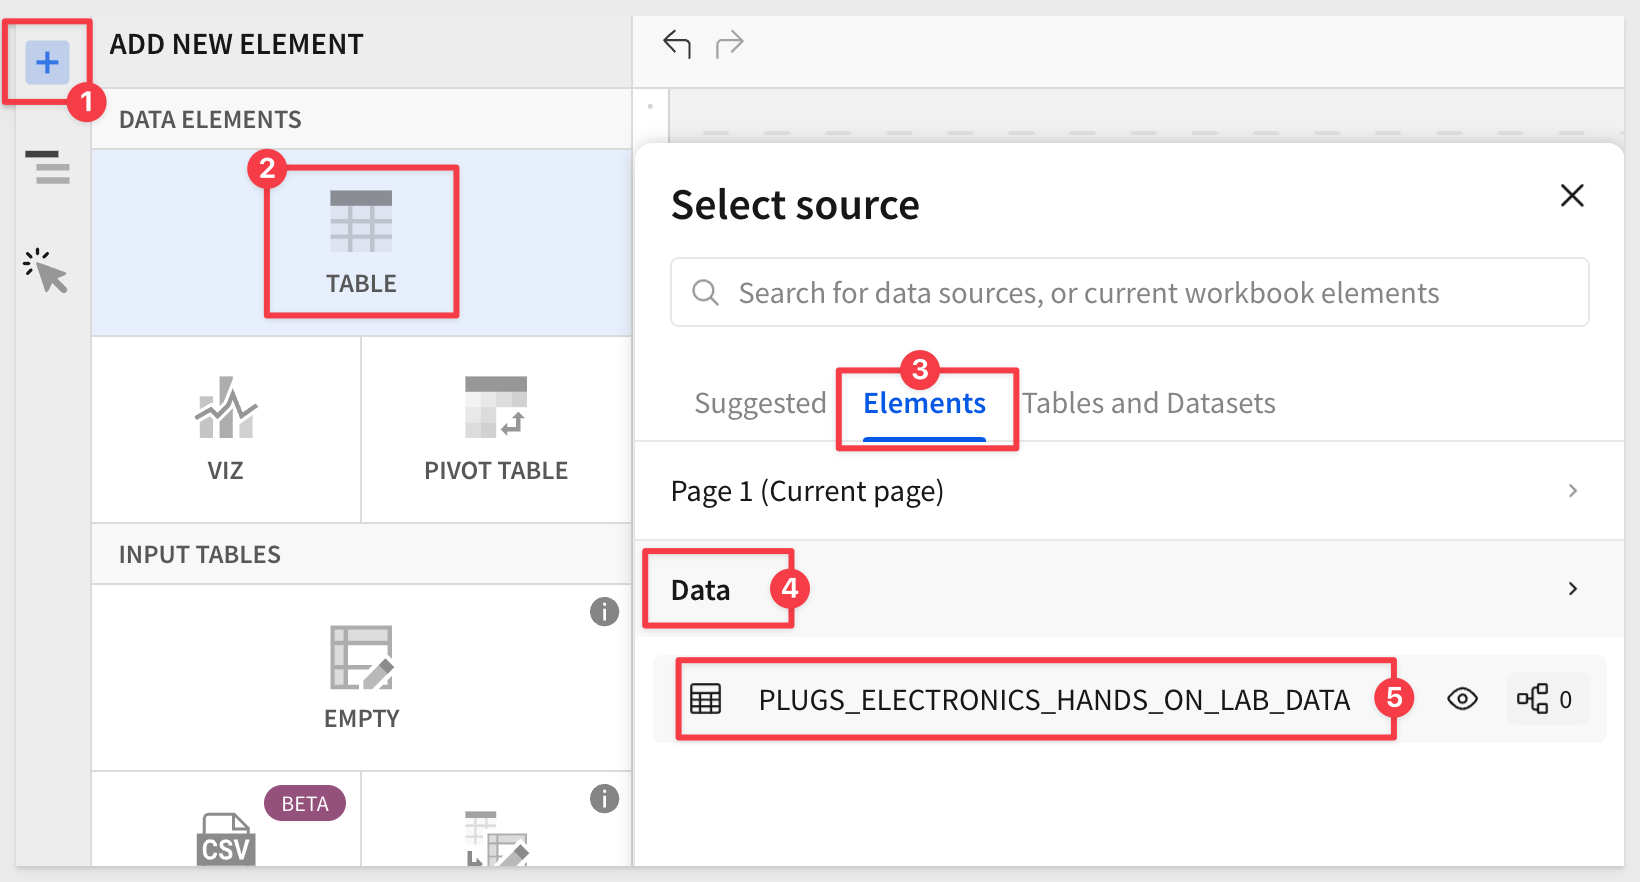 1
ADD NEW ELEMENT
DATA ELEMENTS
2
TABLE
VIZ
PIVOT TABLE
INPUT TABLES
EMPTY
BETA
CSV
Select source
Search for data sources, or current workbook elements
3
Suggested Elements Tables and Datasets
Page 1 (Current page)
Data 4
PLUGS_ELECTRONICS_HANDS_ON_LAB_DATA 5 0